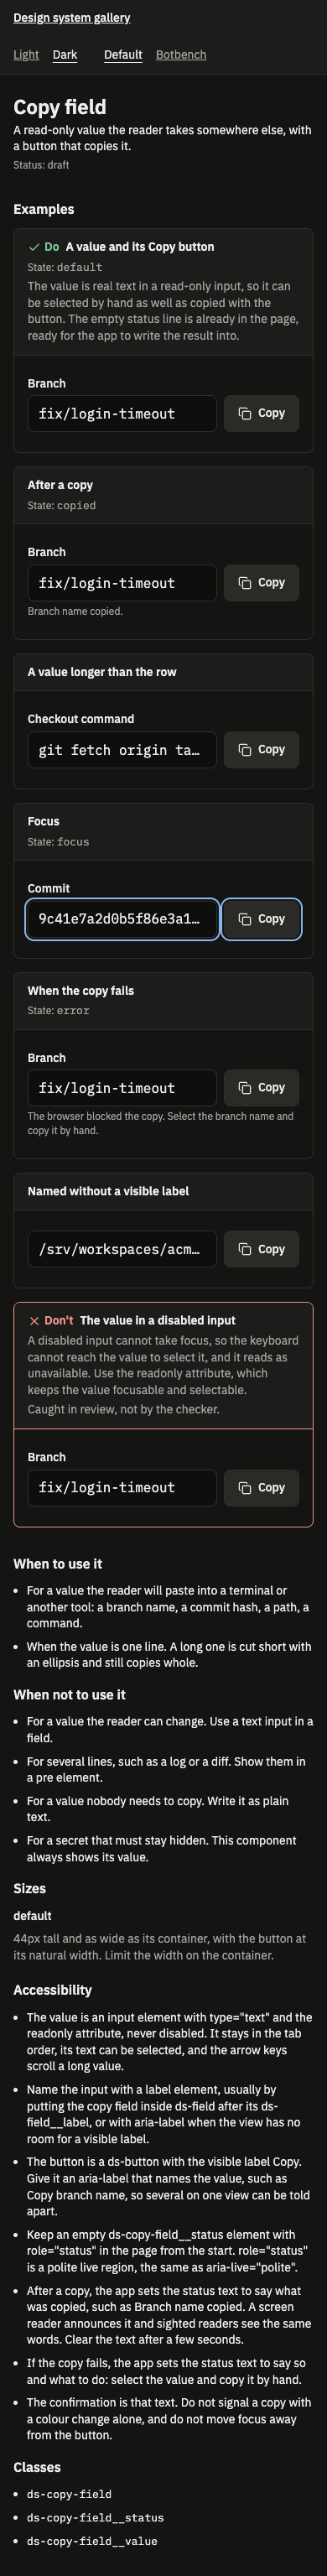 Design system gallery
Light Dark Default Botbench
Copy field
A read-only value the reader takes somewhere else, with
a button that copies it.
Status: draft
Examples
Do A value and its Copy button
State: default
The value is real text in a read-only input, so it can
be selected by hand as well as copied with the
button. The empty status line is already in the page,
ready for the app to write the result into.
Branch
fix/login-timeout Copy
After a copy
State: copied
Branch
fix/login-timeout Copy
Branch name copied.
A value longer than the row
Checkout command
git fetch origin ta… Copy
Focus
State: focus
Commit
9c41e7a2d0b5f86e3a1… Copy
When the copy fails
State: error
Branch
fix/login-timeout Copy
The browser blocked the copy. Select the branch name and
copy it by hand.
Named without a visible label
/srv/workspaces/acm… Copy
Don't The value in a disabled input
A disabled input cannot take focus, so the keyboard
cannot reach the value to select it, and it reads as
unavailable. Use the readonly attribute, which
keeps the value focusable and selectable.
Caught in review, not by the checker.
Branch
fix/login-timeout Copy
When to use it
• For a value the reader will paste into a terminal or
another tool: a branch name, a commit hash, a path, a
command.
• When the value is one line. A long one is cut short with
an ellipsis and still copies whole.
When not to use it
• For a value the reader can change. Use a text input in a
field.
• For several lines, such as a log or a diff. Show them in
a pre element.
• For a value nobody needs to copy. Write it as plain
text.
• For a secret that must stay hidden. This component
always shows its value.
Sizes
default
44px tall and as wide as its container, with the button at
its natural width. Limit the width on the container.
Accessibility
• The value is an input element with type="text" and the
readonly attribute, never disabled. It stays in the tab
order, its text can be selected, and the arrow keys
scroll a long value.
• Name the input with a label element, usually by
putting the copy field inside ds-field after its ds-
field__label, or with aria-label when the view has no
room for a visible label.
• The button is a ds-button with the visible label Copy.
Give it an aria-label that names the value, such as
Copy branch name, so several on one view can be told
apart.
• Keep an empty ds-copy-field__status element with
role="status" in the page from the start. role="status"
is a polite live region, the same as aria-live="polite".
• After a copy, the app sets the status text to say what
was copied, such as Branch name copied. A screen
reader announces it and sighted readers see the same
words. Clear the text after a few seconds.
• If the copy fails, the app sets the status text to say so
and what to do: select the value and copy it by hand.
• The confirmation is that text. Do not signal a copy with
a colour change alone, and do not move focus away
from the button.
Classes
• ds-copy-field
• ds-copy-field__status
• ds-copy-field__value